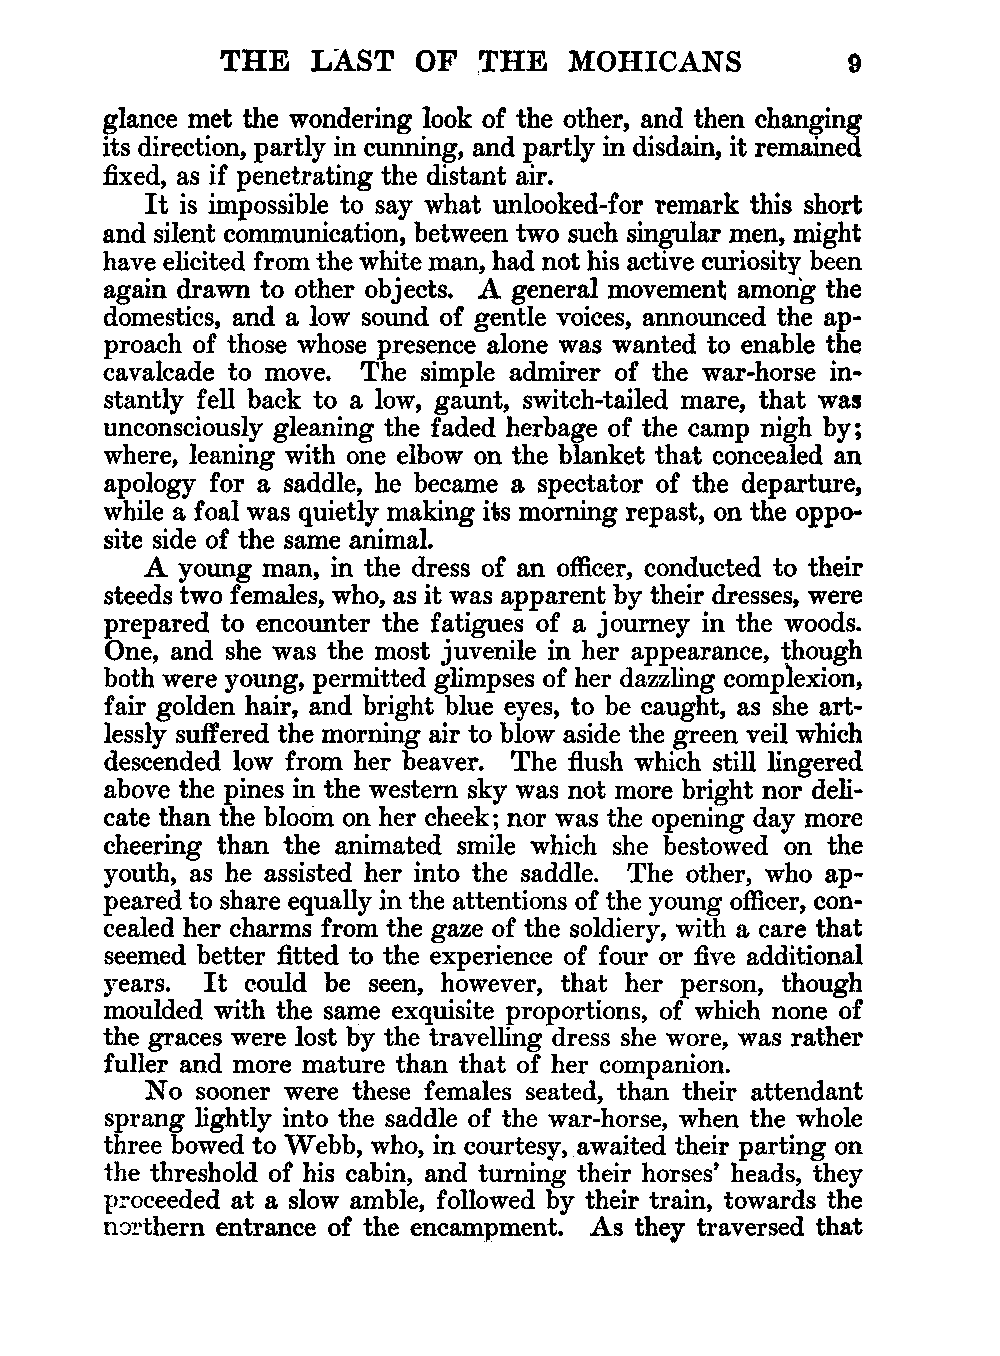 THE LAST OF THE MOHICANS 9
glance met the wondering look of the other, and then changing
its direction, partly in cunning, and partly in disdain, it remained
fixed, as if penetrating the distant air.
It is impossible to say what unlooked-for remark this short
and silent communication, between two such singular men, might
have elicited from the white man, had not his active curiosity been
again drawn to other objects. A general movement among the
domestics, and a low sound of gentle voices, announced the ap-
proach of those whose presence alone was wanted to enable the
cavalcade to move. The simple admirer of the war-horse in-
stantly fell back to a low, gaunt, switch-tailed mare, that was
unconsciously gleaning the faded herbage of the camp nigh by;
where, leaning with one elbow on the blanket that concealed an
apology for a saddle, he became a spectator of the departure,
while a foal was quietly making its morning repast, on the oppo-
site side of the same animal.
A young man, in the dress of an officer, conducted to their
steeds two females, who, as it was apparent by their dresses, were
prepared to encounter the fatigues of a journey in the woods.
One, and she was the most juvenile in her appearance, though
both were young, permitted glimpses of her dazzling complexion,
fair golden hair, and bright blue eyes, to be caught, as she art-
lessly suffered the morning air to blow aside the green veil which
descended low from her beaver. The flush which still lingered
above the pines in the western sky was not more bright nor deli-
cate than the bloom on her cheek; nor was the opening day more
cheering than the animated smile which she bestowed on the
youth, as he assisted her into the saddle. The other, who ap-
peared to share equally in the attentions of the young officer, con-
cealed her charms from the gaze of the soldiery, with a care that
seemed better fitted to the experience of four or five additional
years. It could be seen, however, that her person, though
moulded with the same exquisite proportions, of which none of
the graces were lost by the travelling dress she wore, was rather
fuller and more mature than that of her companion.
No sooner were these females seated, than their attendant
sprang lightly into the saddle of the war-horse, when the whole
three bowed to Webb, who, in courtesy, awaited their parting on
the threshold of his cabin, and turning their horses' heads, they
proceeded at a slow amble, followed by their train, towards the
northern entrance of the encampment. As they traversed that